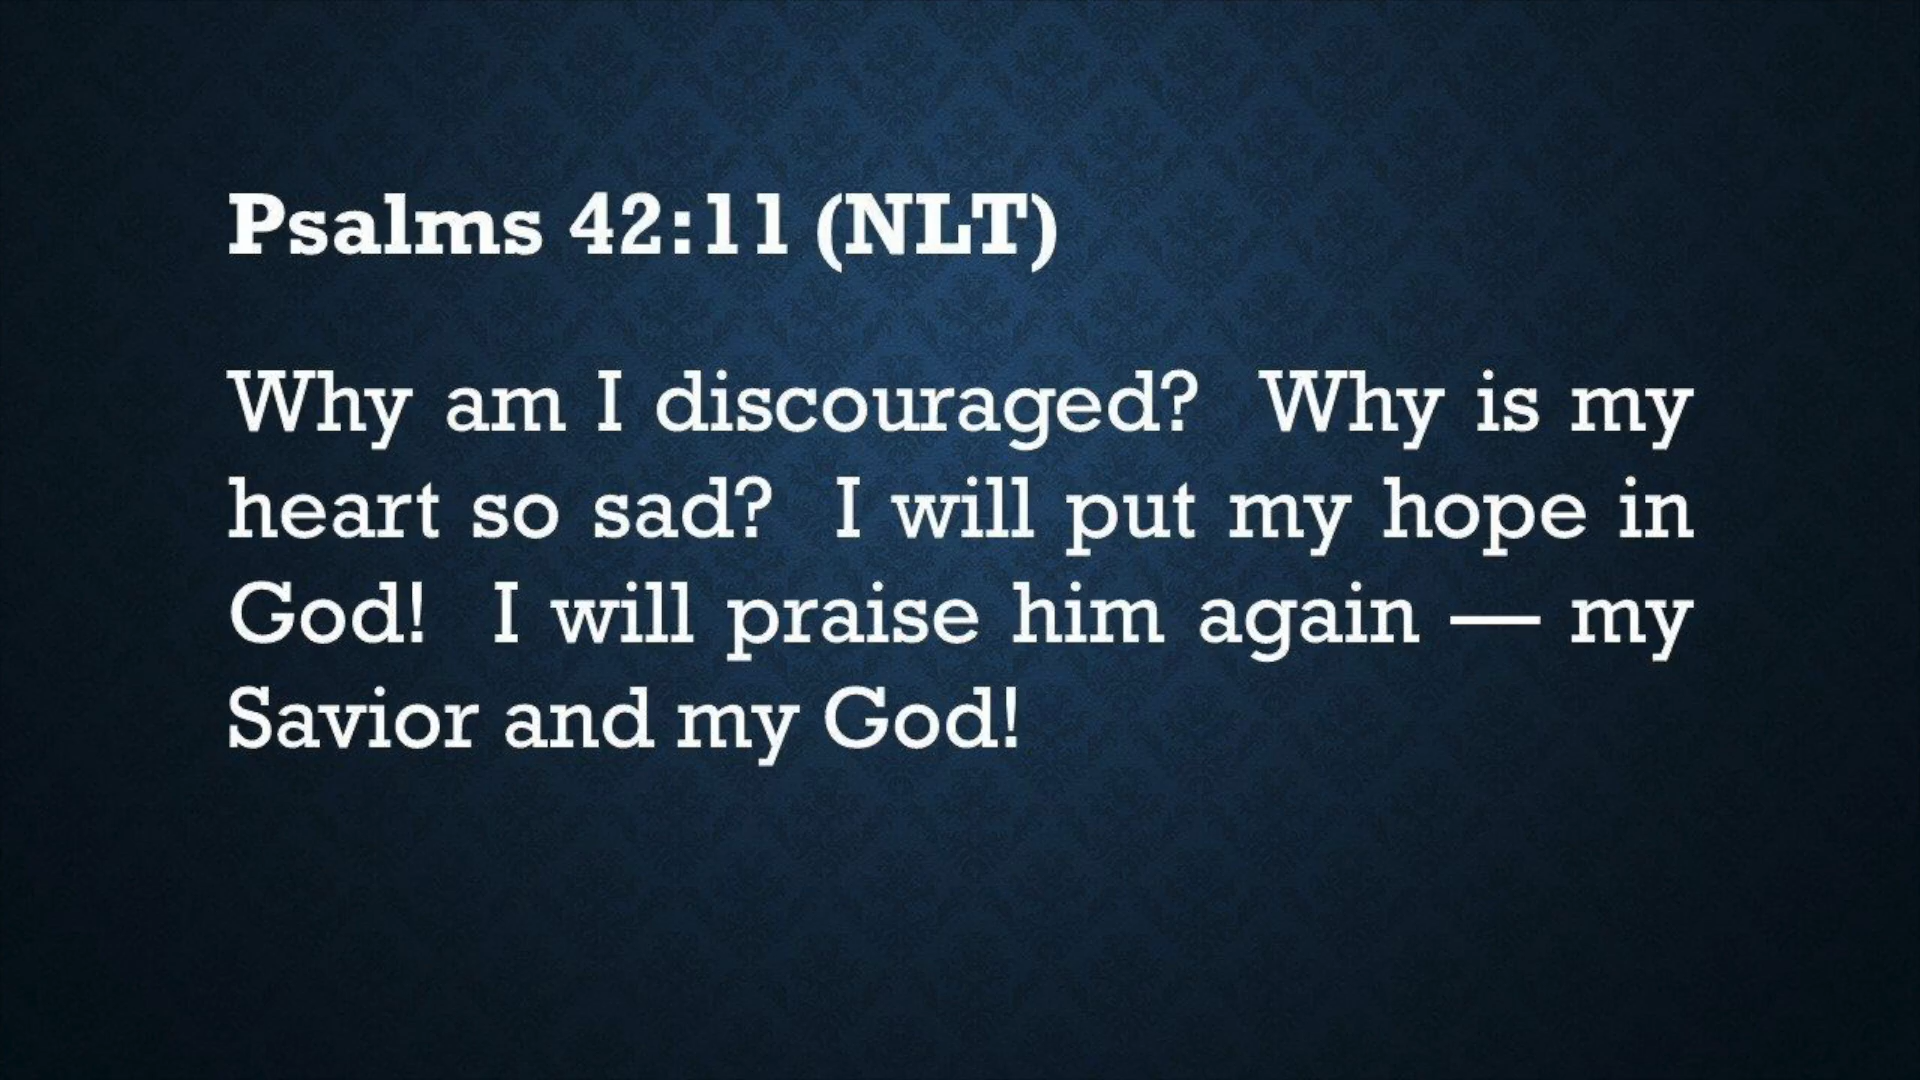 Psalms 42:11 (NLT)
Why am I discouraged? Why is my
heart so sad? I will put my hope in
God! I will praise him again — my
Savior and my God!